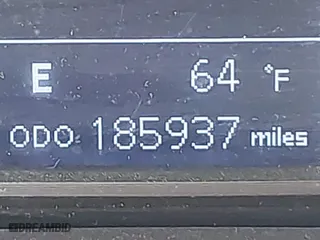 E 64 °F
ODO 185937 miles
©DREAMBID